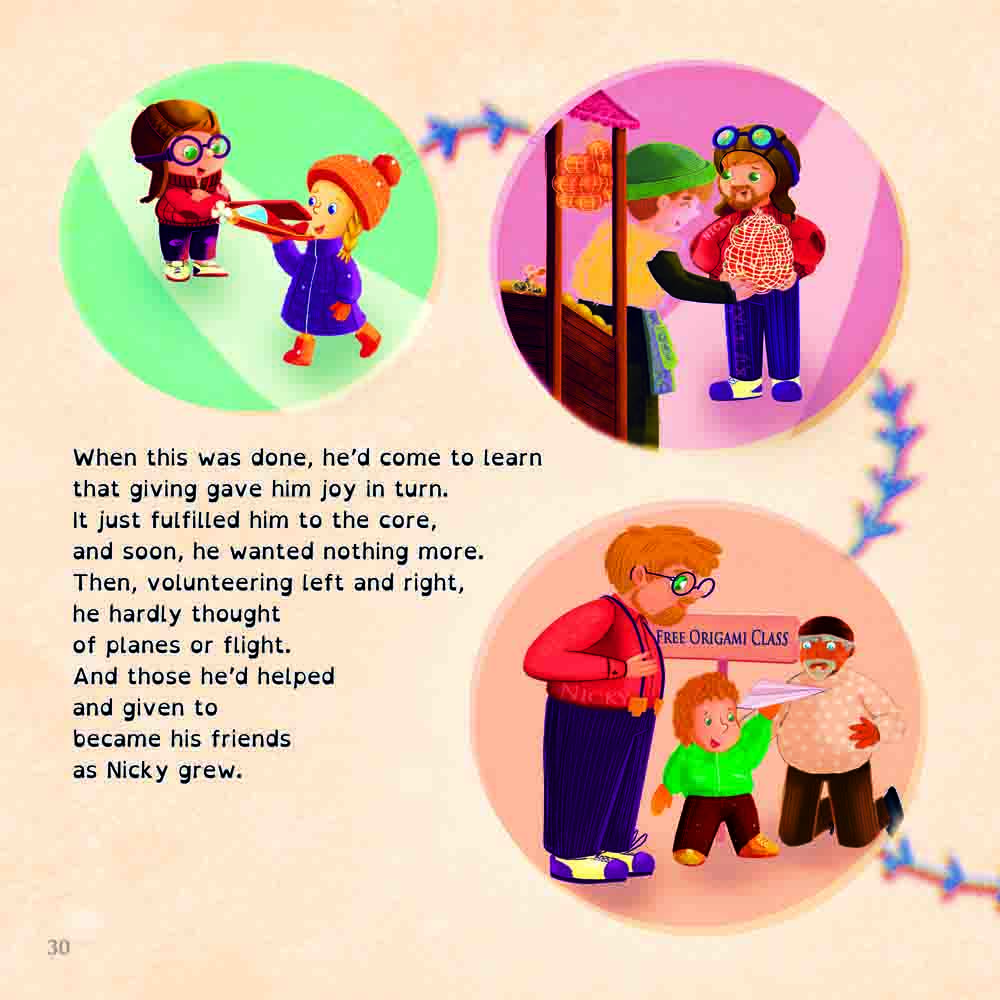 NICKY
FREE ORIGAMI CLASS
NICKY
When this was done, he’d come to learn
that giving gave him joy in turn.
It just fulfilled him to the core,
and soon, he wanted nothing more.
Then, volunteering left and right,
he hardly thought
of planes or flight.
And those he’d helped
and given to
became his friends
as Nicky grew.
30